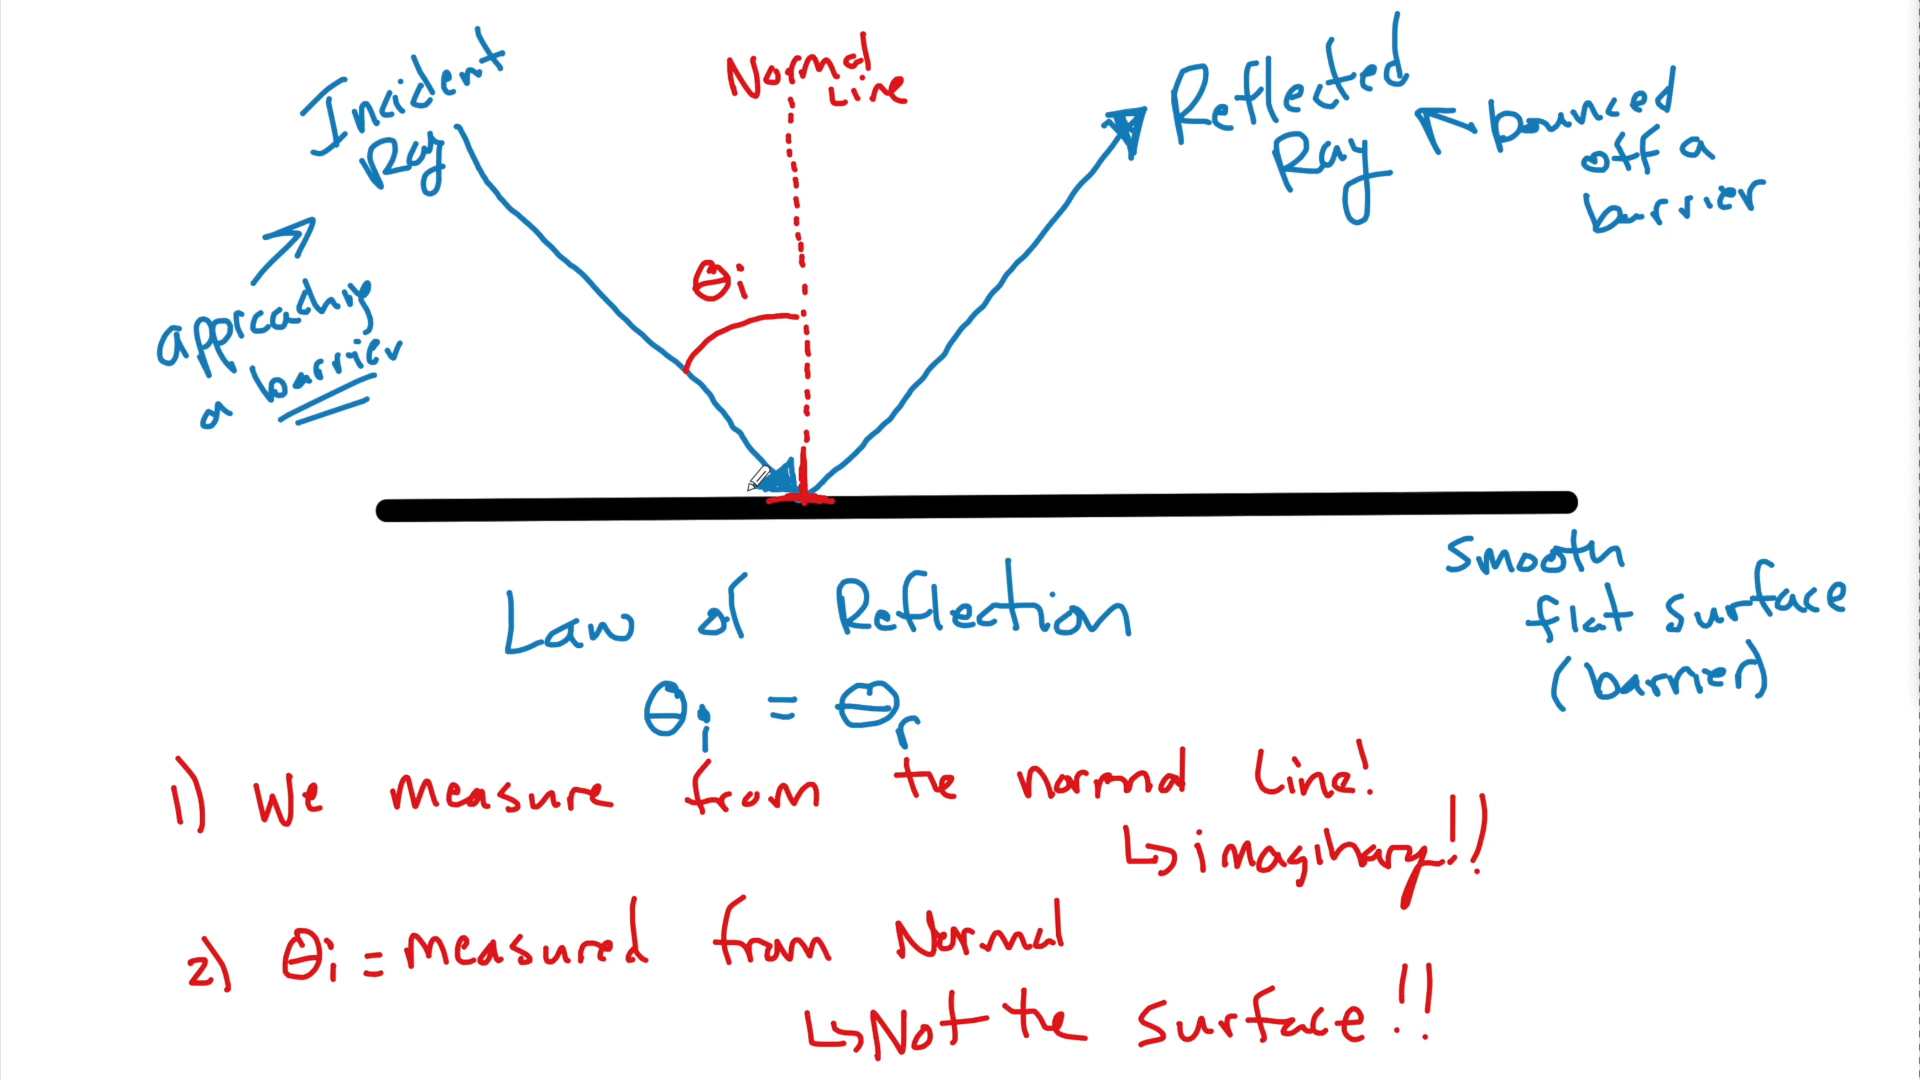 Incident
Ray
approaching
a barrier
Normal
Line
Reflected
Ray
bounced
off a
barrier
θi
smooth
flat surface
(barrier)
Law of Reflection
θi = θr
1) We measure from the normal Line!
↳ imaginary!!
2) θi = measured from Normal
↳ Not the surface!!